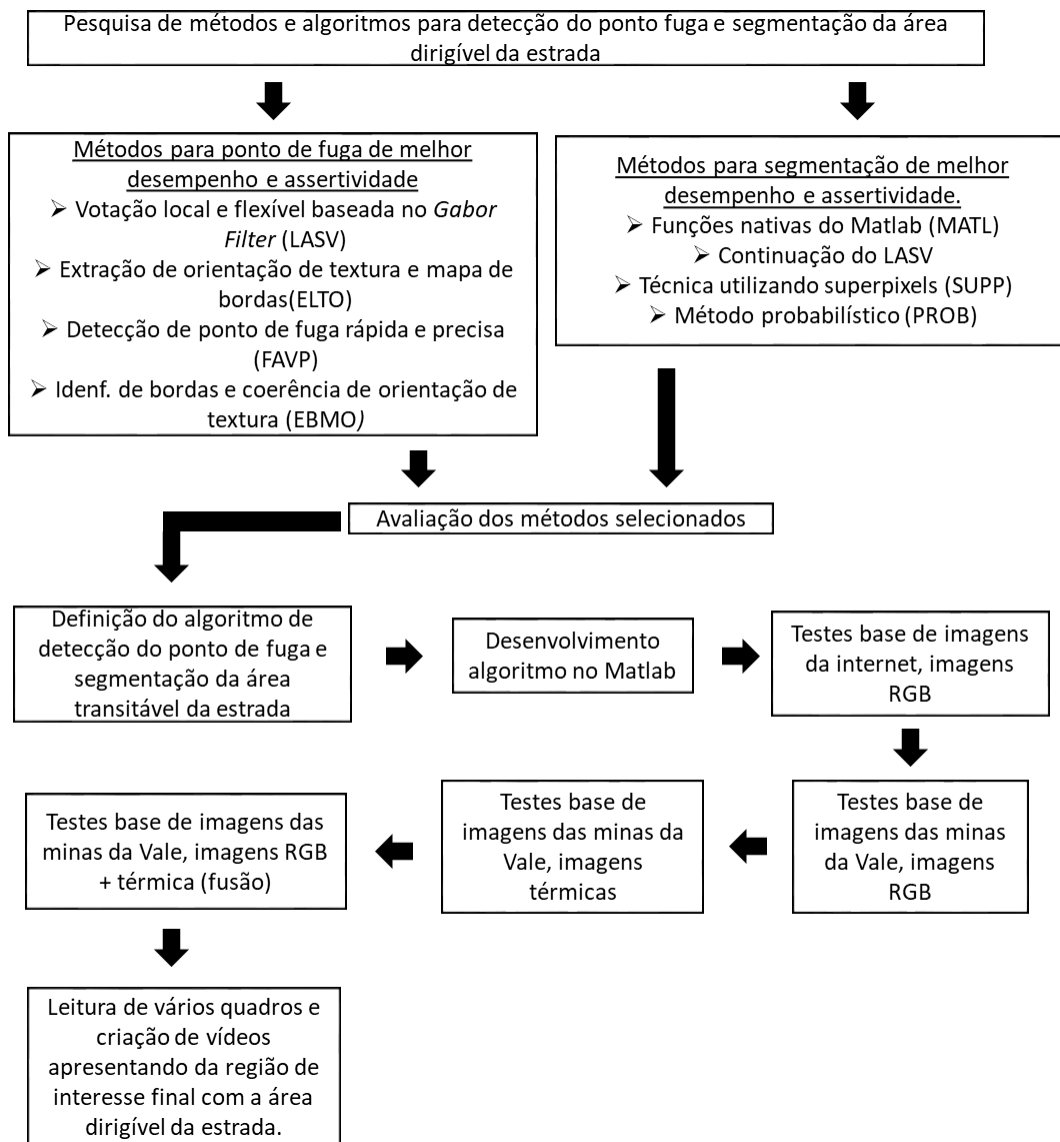 Pesquisa de métodos e algoritmos para detecção do ponto fuga e segmentação da área
dirigível da estrada
Métodos para ponto de fuga de melhor
desempenho e assertividade
➢ Votação local e flexível baseada no Gabor
Filter (LASV)
➢ Extração de orientação de textura e mapa de
bordas(ELTO)
➢ Detecção de ponto de fuga rápida e precisa
(FAVP)
➢ Idenf. de bordas e coerência de orientação de
textura (EBMO)
Métodos para segmentação de melhor
desempenho e assertividade.
➢ Funções nativas do Matlab (MATL)
➢ Continuação do LASV
➢ Técnica utilizando superpixels (SUPP)
➢ Método probabilístico (PROB)
Avaliação dos métodos selecionados
Definição do algoritmo de
detecção do ponto de fuga e
segmentação da área
transitável da estrada
Desenvolvimento
algoritmo no Matlab
Testes base de imagens
da internet, imagens
RGB
Testes base de
imagens das minas
da Vale, imagens
RGB
Testes base de
imagens das minas da
Vale, imagens
térmicas
Testes base de imagens das
minas da Vale, imagens RGB
+ térmica (fusão)
Leitura de vários quadros e
criação de vídeos
apresentando da região de
interesse final com a área
dirigível da estrada.